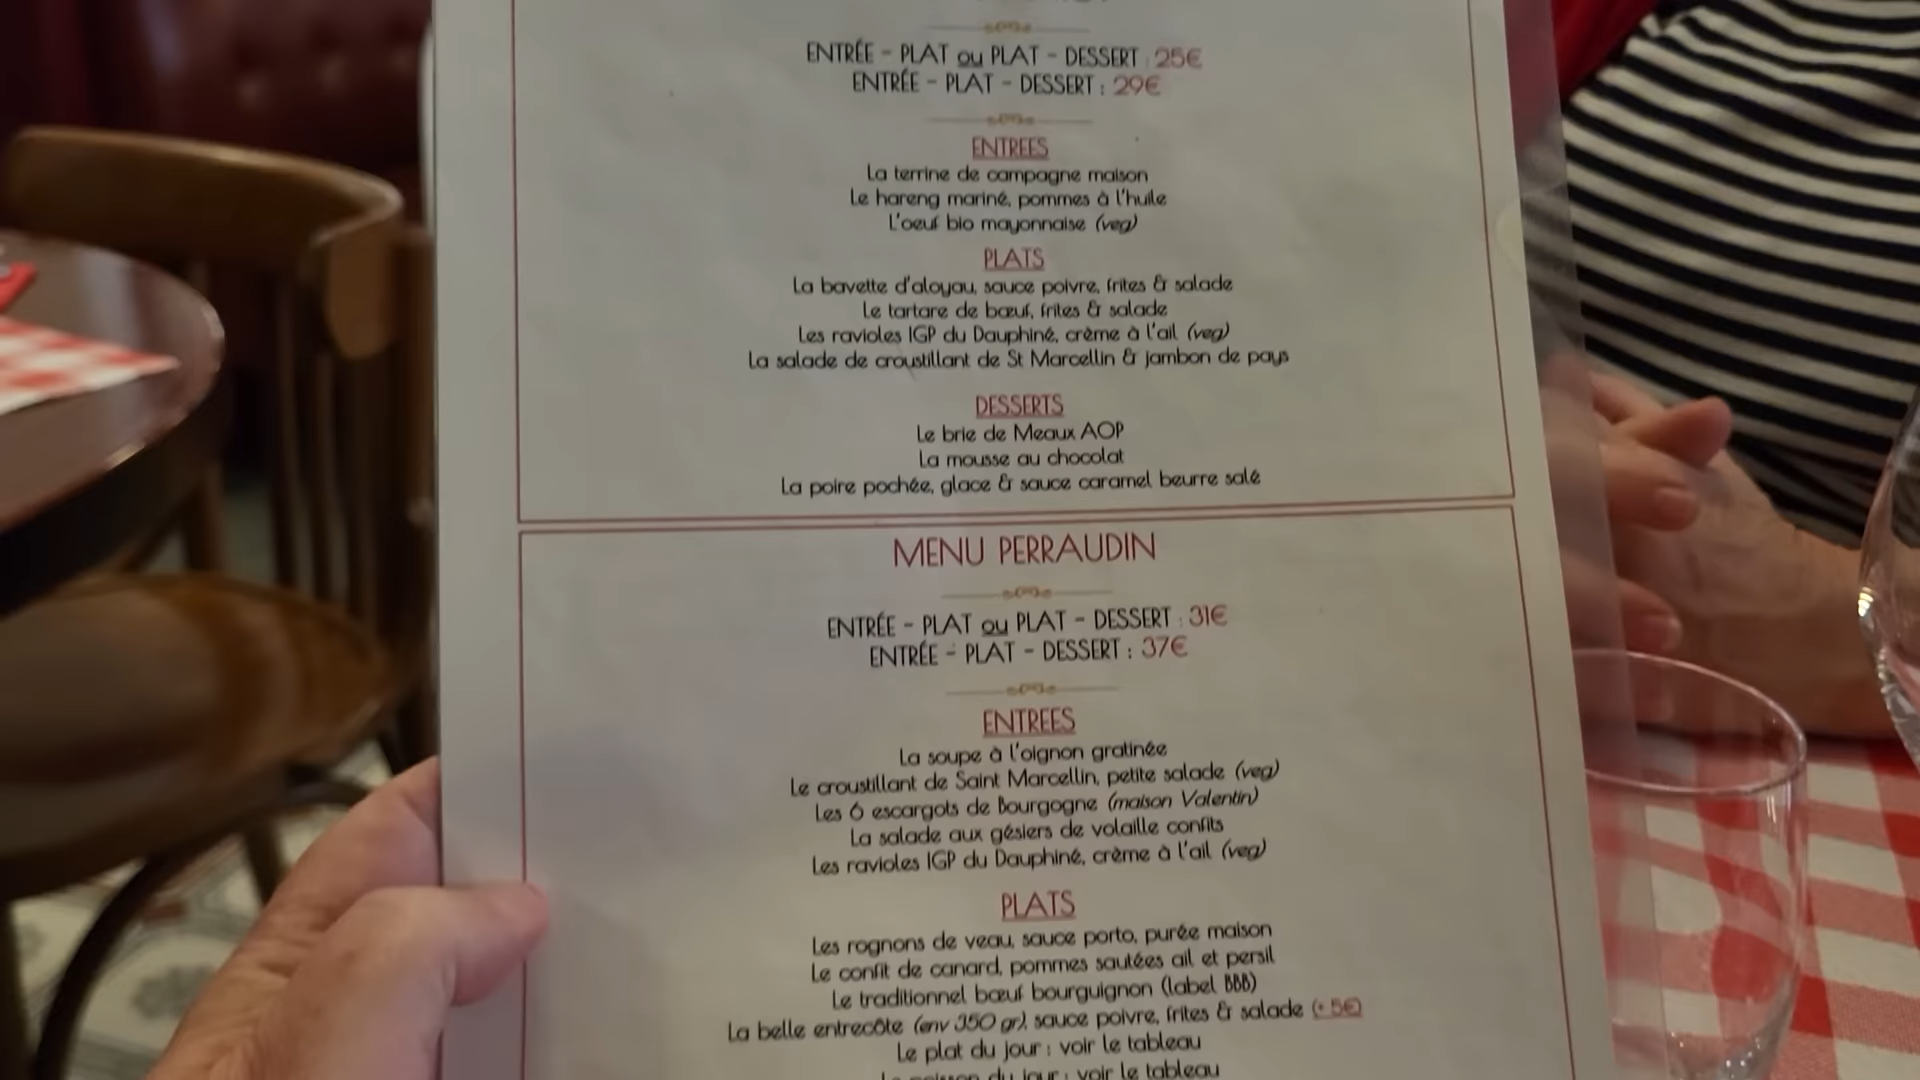 ENTRÉE - PLAT ou PLAT - DESSERT : 25€
ENTRÉE - PLAT - DESSERT : 29€
ENTREES
La terrine de campagne maison
Le hareng mariné, pommes à l'huile
L'oeuf bio mayonnaise (veg)
PLATS
La bavette d'aloyau, sauce poivre, frites & salade
Le tartare de bœuf, frites & salade
Les ravioles IGP du Dauphiné, crème à l'ail (veg)
La salade de croustillant de St Marcellin & jambon de pays
DESSERTS
Le brie de Meaux AOP
La mousse au chocolat
La poire pochée, glace & sauce caramel beurre salé
MENU PERRAUDIN
ENTRÉE - PLAT ou PLAT - DESSERT : 31€
ENTRÉE - PLAT - DESSERT : 37€
ENTREES
La soupe à l'oignon gratinée
Le croustillant de Saint Marcellin, petite salade (veg)
Les 6 escargots de Bourgogne (maison Valentin)
La salade aux gésiers de volaille confits
Les ravioles IGP du Dauphiné, crème à l'ail (veg)
PLATS
Les rognons de veau, sauce porto, purée maison
Le confit de canard, pommes sautées ail et persil
Le traditionnel bœuf bourguignon (label BBB)
La belle entrecôte (env 350 gr), sauce poivre, frites & salade (+ 5€)
Le plat du jour : voir le tableau
Le poisson du jour : voir le tableau